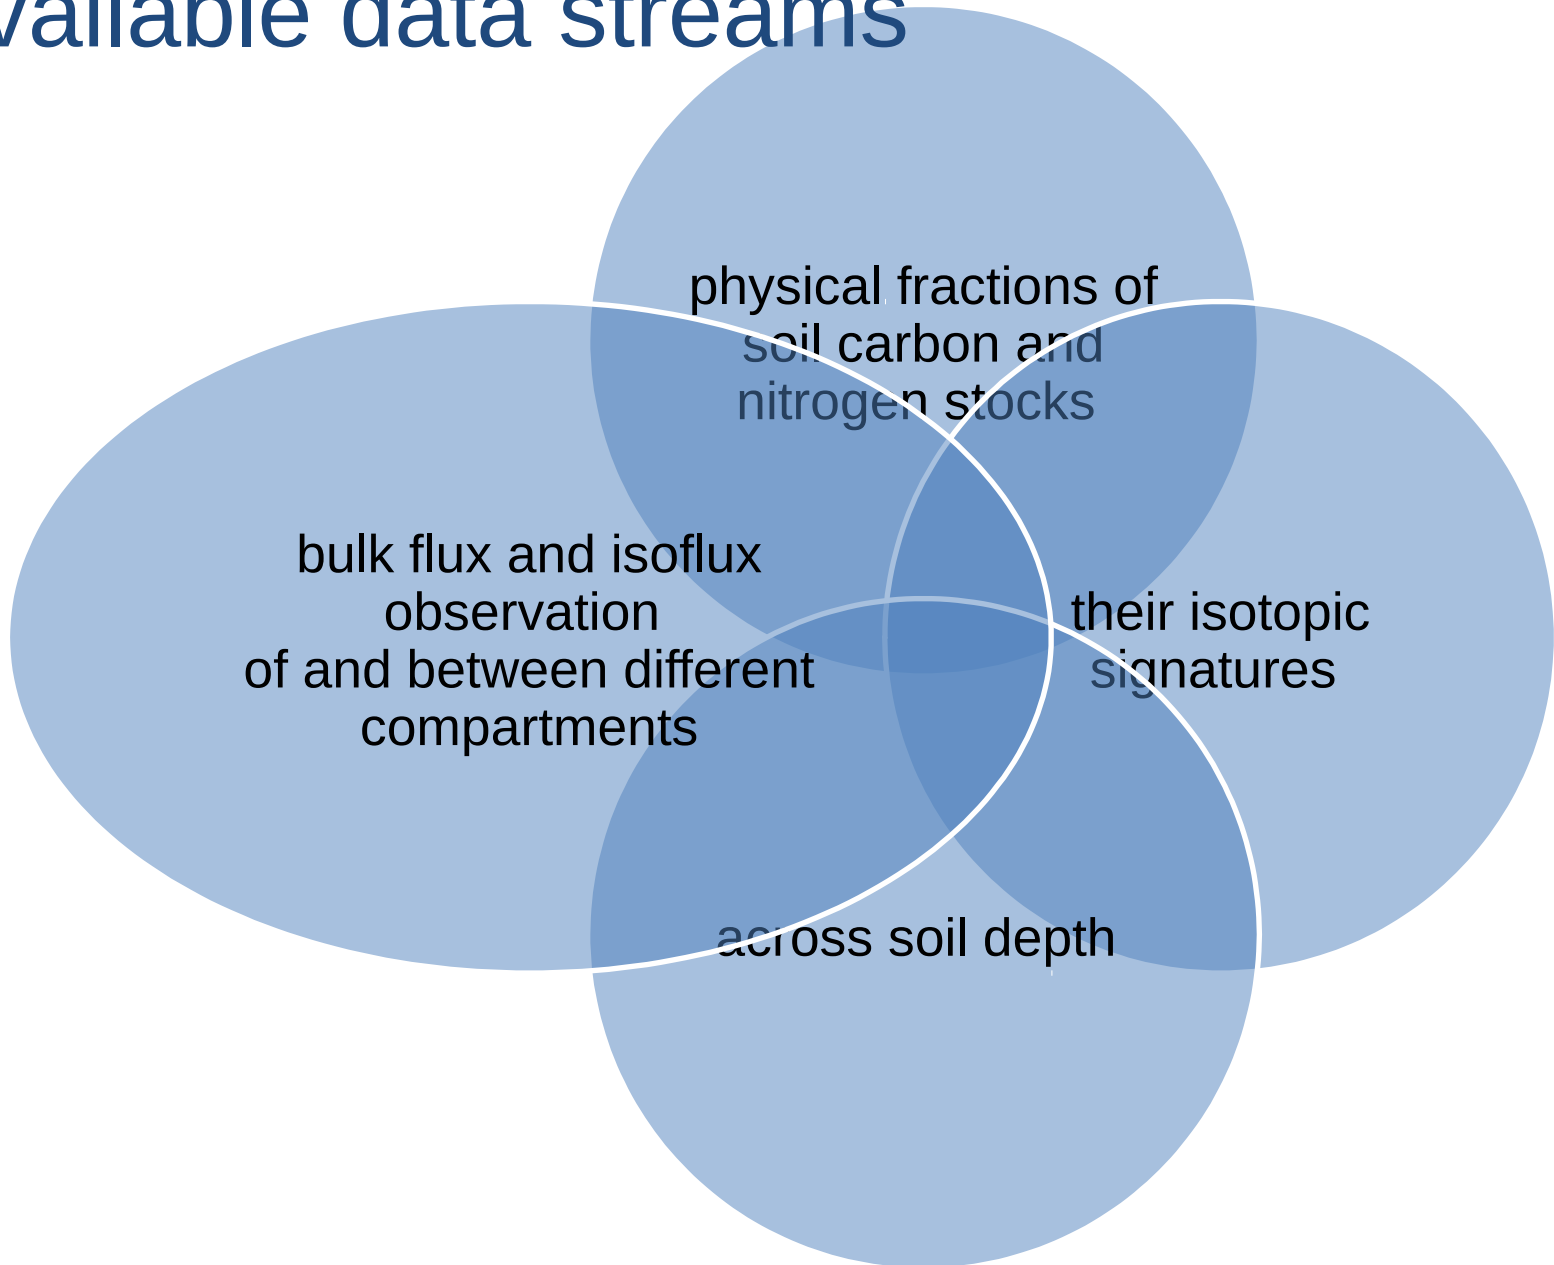 data streams
physical fractions of
soil carbon and
nitrogen stocks
bulk flux and isoflux
observation
of and between different
compartments
their isotopic
signatures
across soil depth